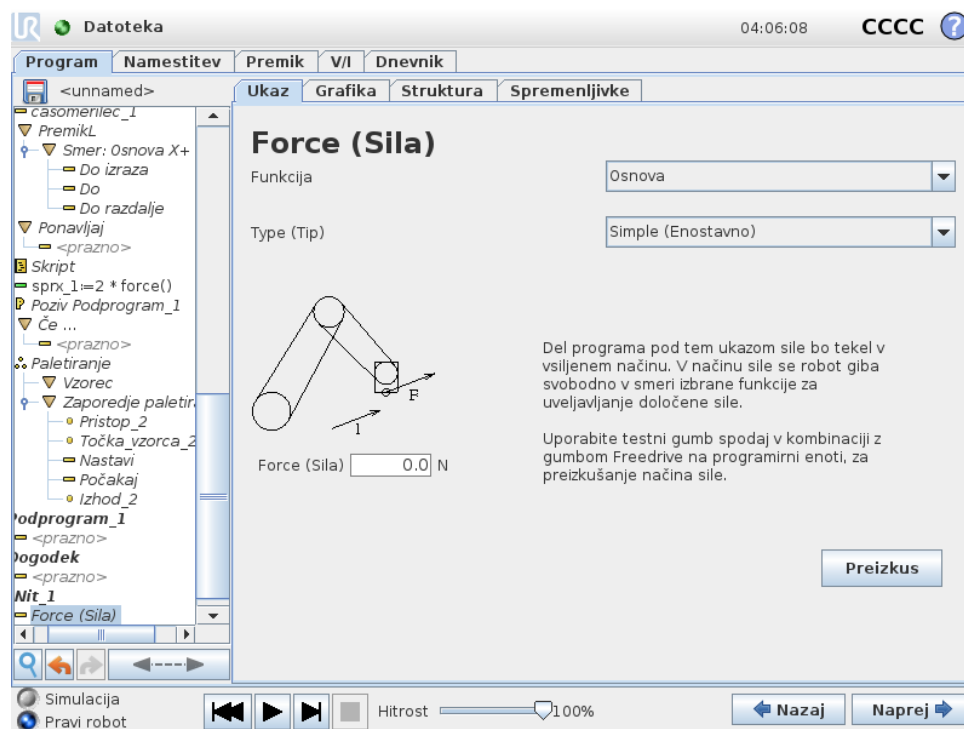 UR Datoteka 04:06:08 CCCC ?
Program Namestitev Premik V/I Dnevnik
<unnamed>
Ukaz Grafika Struktura Spremenljivke
časomerilec_1
PremikL
Smer: Osnova X+
Do izraza
Do
Do razdalje
Ponavljaj
<prazno>
Skript
sprx_1:=2 * force()
Poziv Podprogram_1
Če ...
<prazno>
Paletiranje
Vzorec
Zaporedje paletir
Pristop_2
Točka_vzorca_2
Nastavi
Počakaj
Izhod_2
Podprogram_1
<prazno>
Dogodek
<prazno>
Nit_1
Force (Sila)
Force (Sila)
Funkcija
Osnova
Type (Tip)
Simple (Enostavno)
F
l
Force (Sila) 0.0 N
Del programa pod tem ukazom sile bo tekel v
vsiljenem načinu. V načinu sile se robot giba
svobodno v smeri izbrane funkcije za
uveljavljanje določene sile.
Uporabite testni gumb spodaj v kombinaciji z
gumbom Freedrive na programirni enoti, za
preizkušanje načina sile.
Preizkus
Simulacija
Pravi robot
Hitrost 100%
Nazaj
Naprej